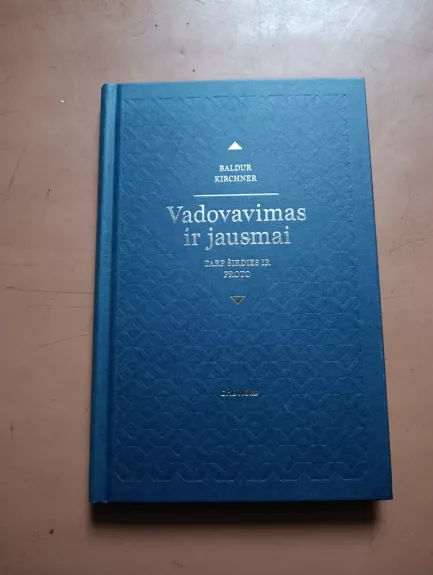 BALDUR
KIRCHNER
Vadovavimas
ir jausmai
TARP ŠIRDIES IR
PROTO